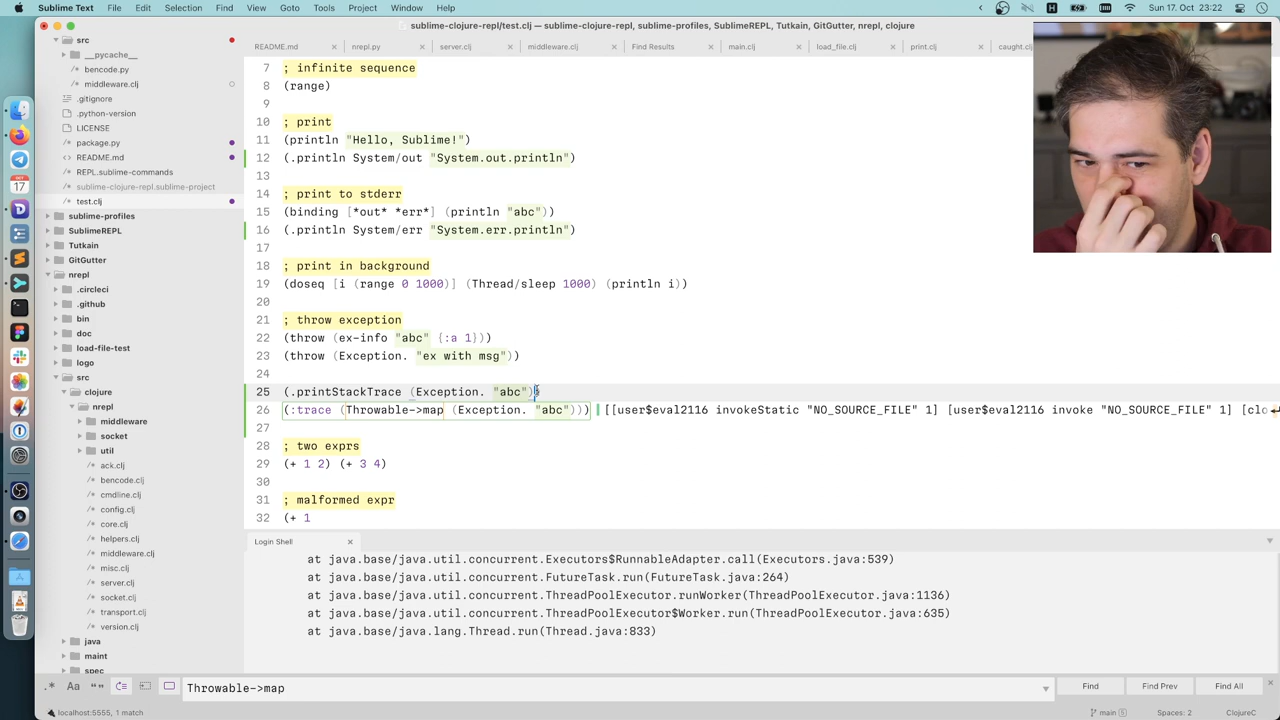 Sublime Text File Edit Selection Find View Goto Tools Project Window Sun 17. Oct 23:22
sublime-clojure-repl/test.clj — sublime-clojure-repl, sublime-profiles, SublimeREPL, Tutkain, GitGutter, nrepl, clojure
README.md nrepl.py server.clj middleware.clj Find Results main.clj load_file.clj print.clj caught.clj
src
__pycache__
bencode.py
middleware.clj
.gitignore
.python-version
LICENSE
package.py
README.md
REPL.sublime-commands
sublime-clojure-repl.sublime-project
test.clj
sublime-profiles
SublimeREPL
Tutkain
GitGutter
nrepl
.circleci
.github
bin
doc
load-file-test
logo
src
clojure
nrepl
middleware
socket
util
ack.clj
bencode.clj
cmdline.clj
config.clj
core.clj
helpers.clj
middleware.clj
misc.clj
server.clj
socket.clj
transport.clj
version.clj
java
maint
spec
7 ; infinite sequence
8 (range)
9
10 ; print
11 (println "Hello, Sublime!")
12 (.println System/out "System.out.println")
13
14 ; print to stderr
15 (binding [*out* *err*] (println "abc"))
16 (.println System/err "System.err.println")
17
18 ; print in background
19 (doseq [i (range 0 1000)] (Thread/sleep 1000) (println i))
20
21 ; throw exception
22 (throw (ex-info "abc" {:a 1}))
23 (throw (Exception. "ex with msg"))
24
25 (.printStackTrace (Exception. "abc"))
26 (:trace (Throwable->map (Exception. "abc"))) [[user$eval2116 invokeStatic "NO_SOURCE_FILE" 1] [user$eval2116 invoke "NO_SOURCE_FILE" 1] [clo
27
28 ; two exprs
29 (+ 1 2) (+ 3 4)
30
31 ; malformed expr
32 (+ 1
Login Shell
at java.base/java.util.concurrent.Executors$RunnableAdapter.call(Executors.java:539)
at java.base/java.util.concurrent.FutureTask.run(FutureTask.java:264)
at java.base/java.util.concurrent.ThreadPoolExecutor.runWorker(ThreadPoolExecutor.java:1136)
at java.base/java.util.concurrent.ThreadPoolExecutor$Worker.run(ThreadPoolExecutor.java:635)
at java.base/java.lang.Thread.run(Thread.java:833)
.* Aa “” Throwable->map Find Find Prev Find All
localhost:5555, 1 match main 5 Spaces: 2 ClojureC